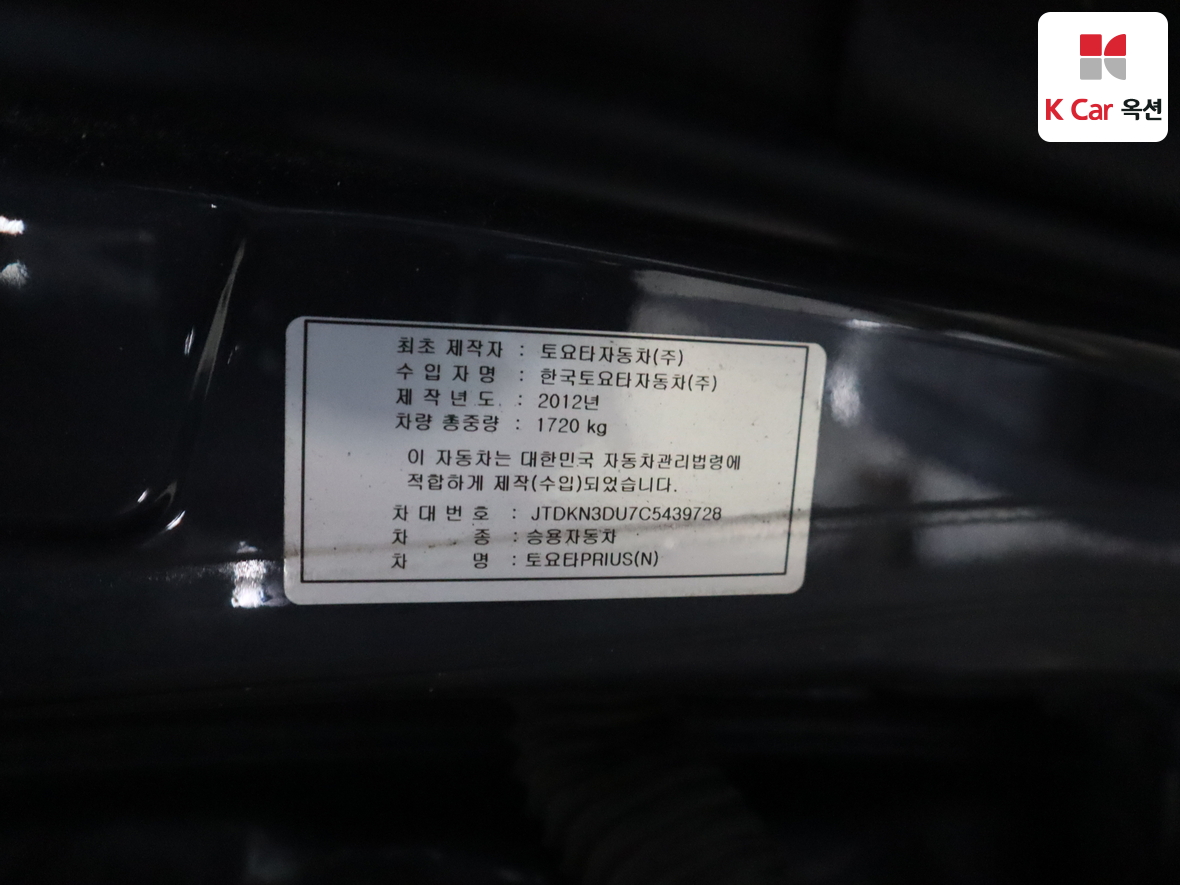 K Car 옥션
최초 제작자 : 토요타자동차(주)
수입자명 : 한국토요타자동차(주)
제작년도 : 2012년
차량 총중량 : 1720 kg
이 자동차는 대한민국 자동차관리법령에
적합하게 제작(수입)되었습니다.
차대번호 : JTDKN3DU7C5439728
차 종 : 승용자동차
차 명 : 토요타PRIUS(N)